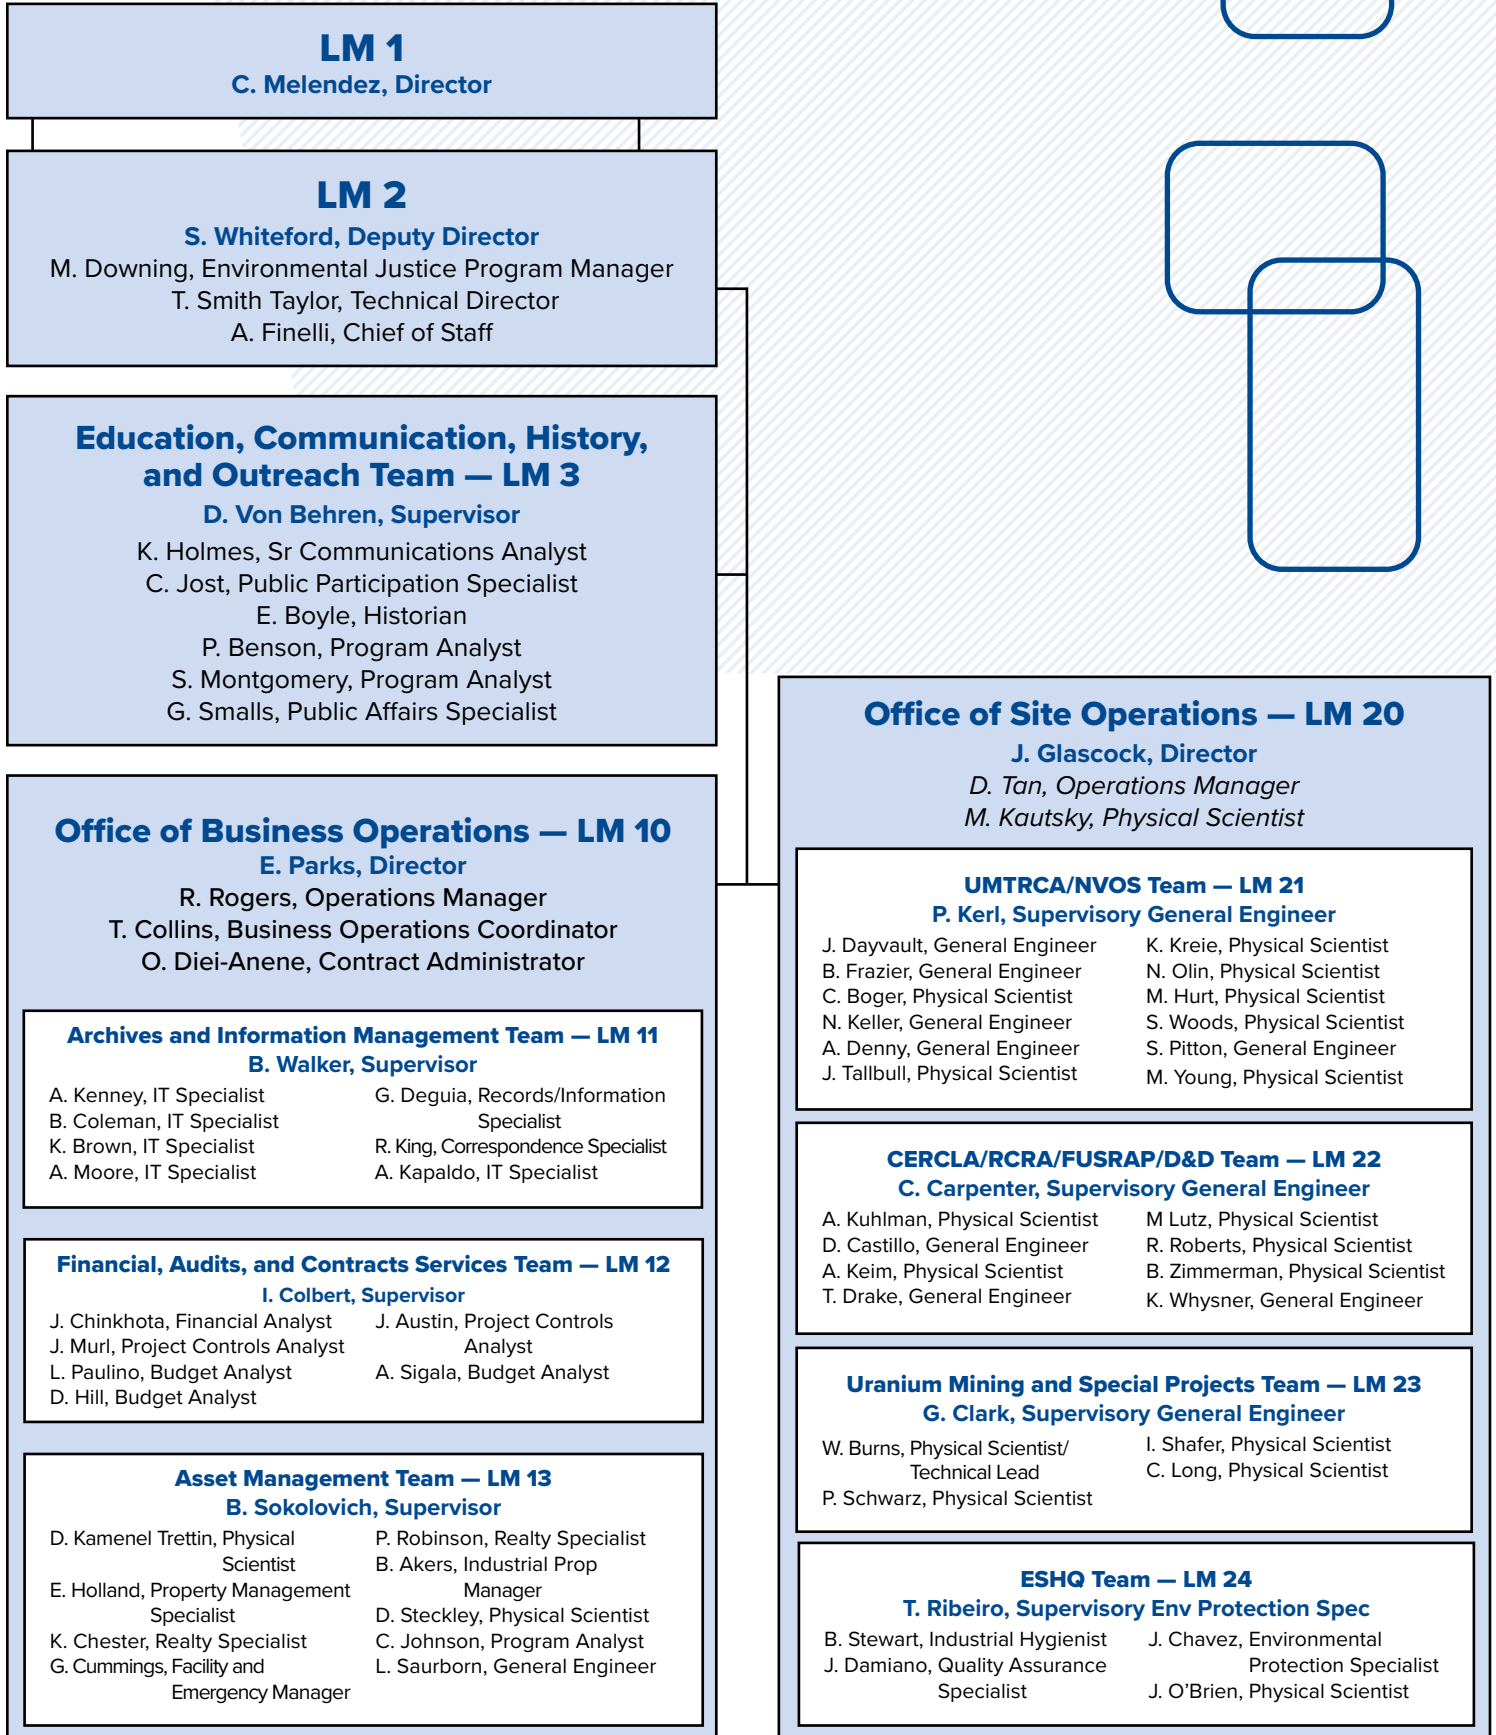 LM 1
C. Melendez, Director
LM 2
S. Whiteford, Deputy Director
M. Downing, Environmental Justice Program Manager
T. Smith Taylor, Technical Director
A. Finelli, Chief of Staff
Education, Communication, History,
and Outreach Team — LM 3
D. Von Behren, Supervisor
K. Holmes, Sr Communications Analyst
C. Jost, Public Participation Specialist
E. Boyle, Historian
P. Benson, Program Analyst
S. Montgomery, Program Analyst
G. Smalls, Public Affairs Specialist
Office of Business Operations — LM 10
E. Parks, Director
R. Rogers, Operations Manager
T. Collins, Business Operations Coordinator
O. Diei-Anene, Contract Administrator
Archives and Information Management Team — LM 11
B. Walker, Supervisor
A. Kenney, IT Specialist
B. Coleman, IT Specialist
K. Brown, IT Specialist
A. Moore, IT Specialist
G. Deguia, Records/Information
Specialist
R. King, Correspondence Specialist
A. Kapaldo, IT Specialist
Financial, Audits, and Contracts Services Team — LM 12
I. Colbert, Supervisor
J. Chinkhota, Financial Analyst
J. Murl, Project Controls Analyst
L. Paulino, Budget Analyst
D. Hill, Budget Analyst
J. Austin, Project Controls
Analyst
A. Sigala, Budget Analyst
Asset Management Team — LM 13
B. Sokolovich, Supervisor
D. Kamenel Trettin, Physical
Scientist
E. Holland, Property Management
Specialist
K. Chester, Realty Specialist
G. Cummings, Facility and
Emergency Manager
P. Robinson, Realty Specialist
B. Akers, Industrial Prop
Manager
D. Steckley, Physical Scientist
C. Johnson, Program Analyst
L. Saurborn, General Engineer
Office of Site Operations — LM 20
J. Glascock, Director
D. Tan, Operations Manager
M. Kautsky, Physical Scientist
UMTRCA/NVOS Team — LM 21
P. Kerl, Supervisory General Engineer
J. Dayvault, General Engineer
B. Frazier, General Engineer
C. Boger, Physical Scientist
N. Keller, General Engineer
A. Denny, General Engineer
J. Tallbull, Physical Scientist
K. Kreie, Physical Scientist
N. Olin, Physical Scientist
M. Hurt, Physical Scientist
S. Woods, Physical Scientist
S. Pitton, General Engineer
M. Young, Physical Scientist
CERCLA/RCRA/FUSRAP/D&D Team — LM 22
C. Carpenter, Supervisory General Engineer
A. Kuhlman, Physical Scientist
D. Castillo, General Engineer
A. Keim, Physical Scientist
T. Drake, General Engineer
M Lutz, Physical Scientist
R. Roberts, Physical Scientist
B. Zimmerman, Physical Scientist
K. Whysner, General Engineer
Uranium Mining and Special Projects Team — LM 23
G. Clark, Supervisory General Engineer
W. Burns, Physical Scientist/
Technical Lead
P. Schwarz, Physical Scientist
I. Shafer, Physical Scientist
C. Long, Physical Scientist
ESHQ Team — LM 24
T. Ribeiro, Supervisory Env Protection Spec
B. Stewart, Industrial Hygienist
J. Damiano, Quality Assurance
Specialist
J. Chavez, Environmental
Protection Specialist
J. O’Brien, Physical Scientist